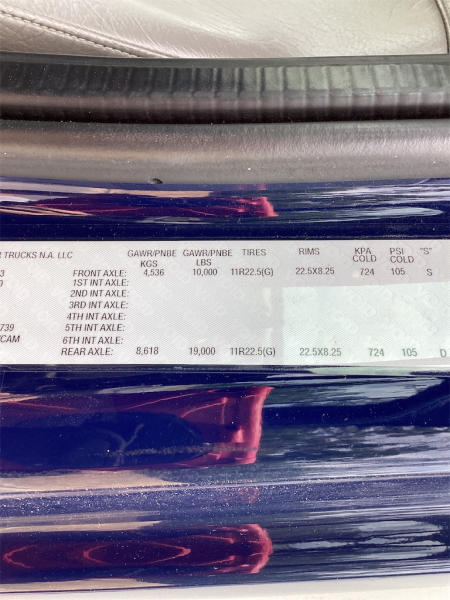 R TRUCKS N.A. LLC GAWR/PNBE KGS GAWR/PNBE LBS TIRES RIMS KPA COLD PSI COLD "S"
3 FRONT AXLE: 4,536 10,000 11R22.5(G) 22.5X8.25 724 105 S
1ST INT AXLE:
2ND INT AXLE:
3RD INT AXLE:
4TH INT AXLE:
739 5TH INT AXLE:
CAM 6TH INT AXLE:
REAR AXLE: 8,618 19,000 11R22.5(G) 22.5X8.25 724 105 D